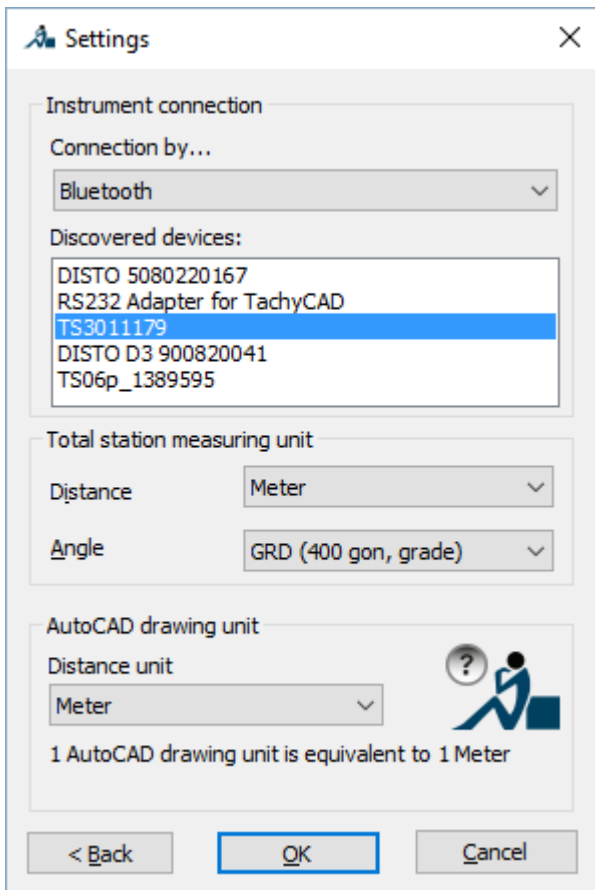 Settings
Instrument connection
Connection by...
Bluetooth
Discovered devices:
DISTO 5080220167
RS232 Adapter for TachyCAD
TS3011179
DISTO D3 900820041
TS06p_1389595
Total station measuring unit
Distance Meter
Angle GRD (400 gon, grade)
AutoCAD drawing unit
Distance unit
?
Meter
1 AutoCAD drawing unit is equivalent to 1 Meter
< Back OK Cancel